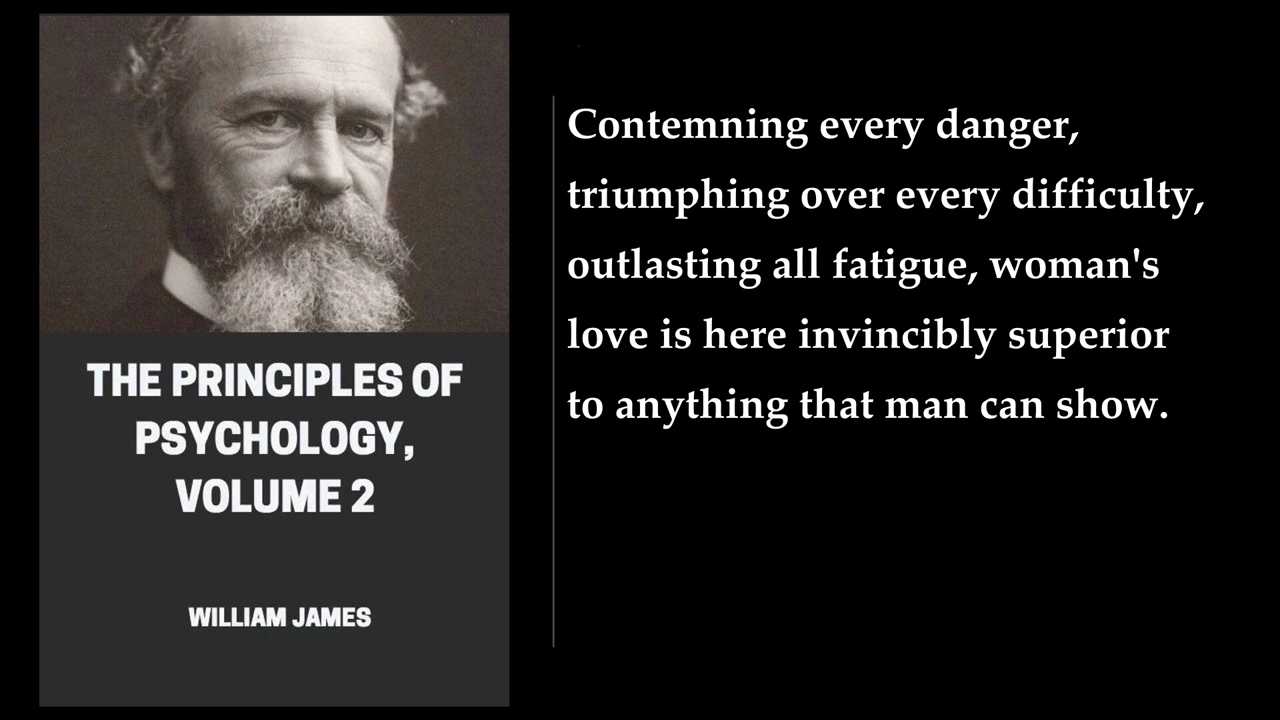 THE PRINCIPLES OF
PSYCHOLOGY,
VOLUME 2
WILLIAM JAMES
Contemning every danger,
triumphing over every difficulty,
outlasting all fatigue, woman's
love is here invincibly superior
to anything that man can show.